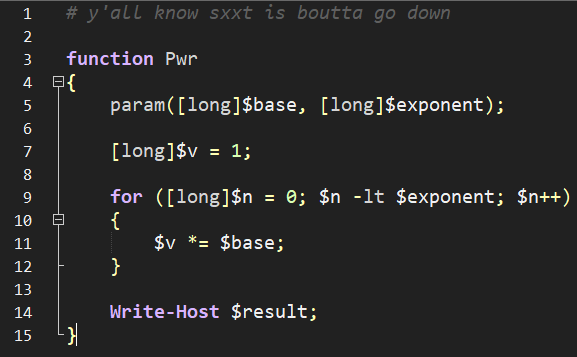 1 # y'all know sxxt is boutta go down
2
3 function Pwr
4 {
5 param([long]$base, [long]$exponent);
6
7 [long]$v = 1;
8
9 for ([long]$n = 0; $n -lt $exponent; $n++)
10 {
11 $v *= $base;
12 }
13
14 Write-Host $result;
15 }